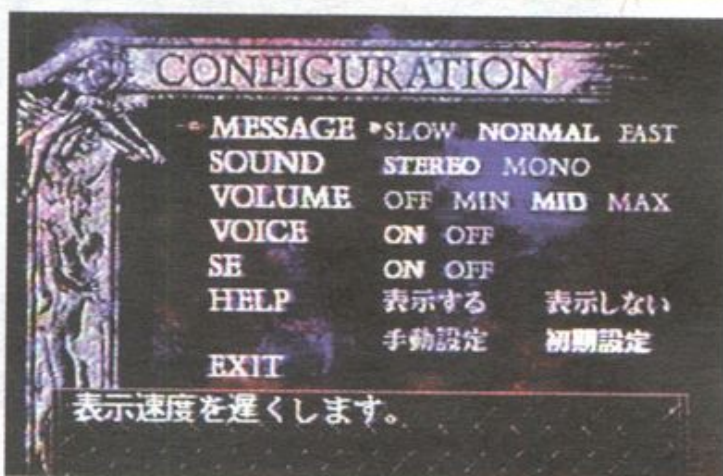 CONFIGURATION
MESSAGE SLOW NORMAL FAST
SOUND STEREO MONO
VOLUME OFF MIN MID MAX
VOICE ON OFF
SE ON OFF
HELP 表示する 表示しない
手動設定 初期設定
EXIT
表示速度を遅くします。